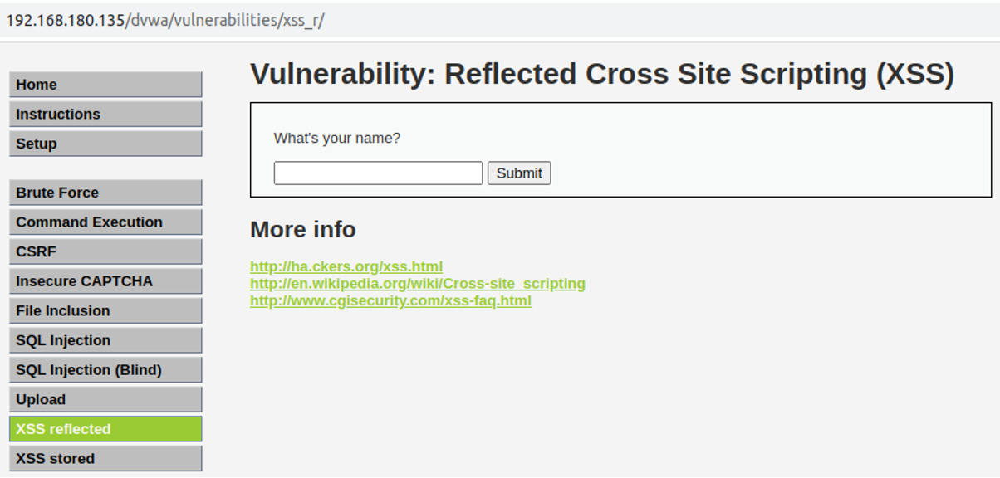 192.168.180.135/dvwa/vulnerabilities/xss_r/
Home
Instructions
Setup
Brute Force
Command Execution
CSRF
Insecure CAPTCHA
File Inclusion
SQL Injection
SQL Injection (Blind)
Upload
XSS reflected
XSS stored
Vulnerability: Reflected Cross Site Scripting (XSS)
What's your name?
Submit
More info
http://ha.ckers.org/xss.html
http://en.wikipedia.org/wiki/Cross-site_scripting
http://www.cgisecurity.com/xss-faq.html